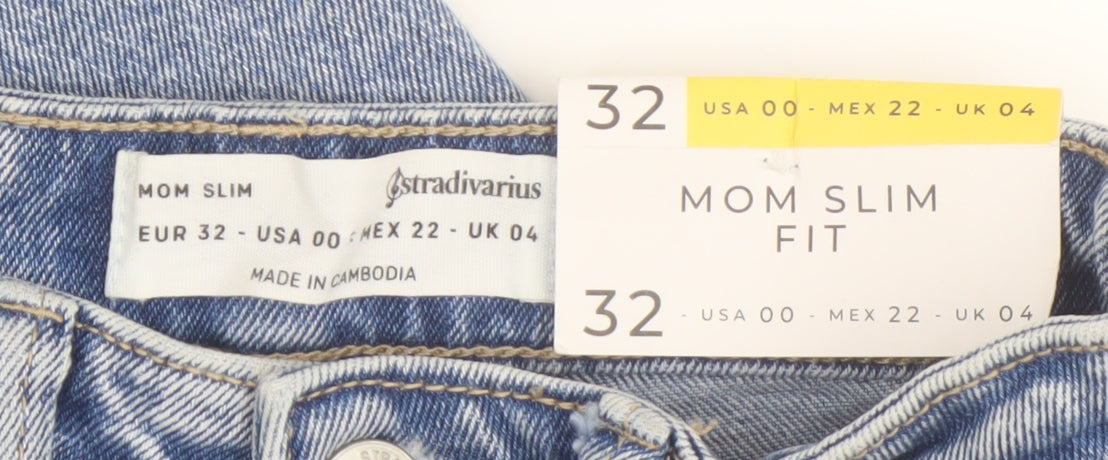 32 USA 00 - MEX 22 - UK 04
MOM SLIM stradivarius
EUR 32 - USA 00 - MEX 22 - UK 04
MADE IN CAMBODIA
MOM SLIM
FIT
32 - USA 00 - MEX 22 - UK 04